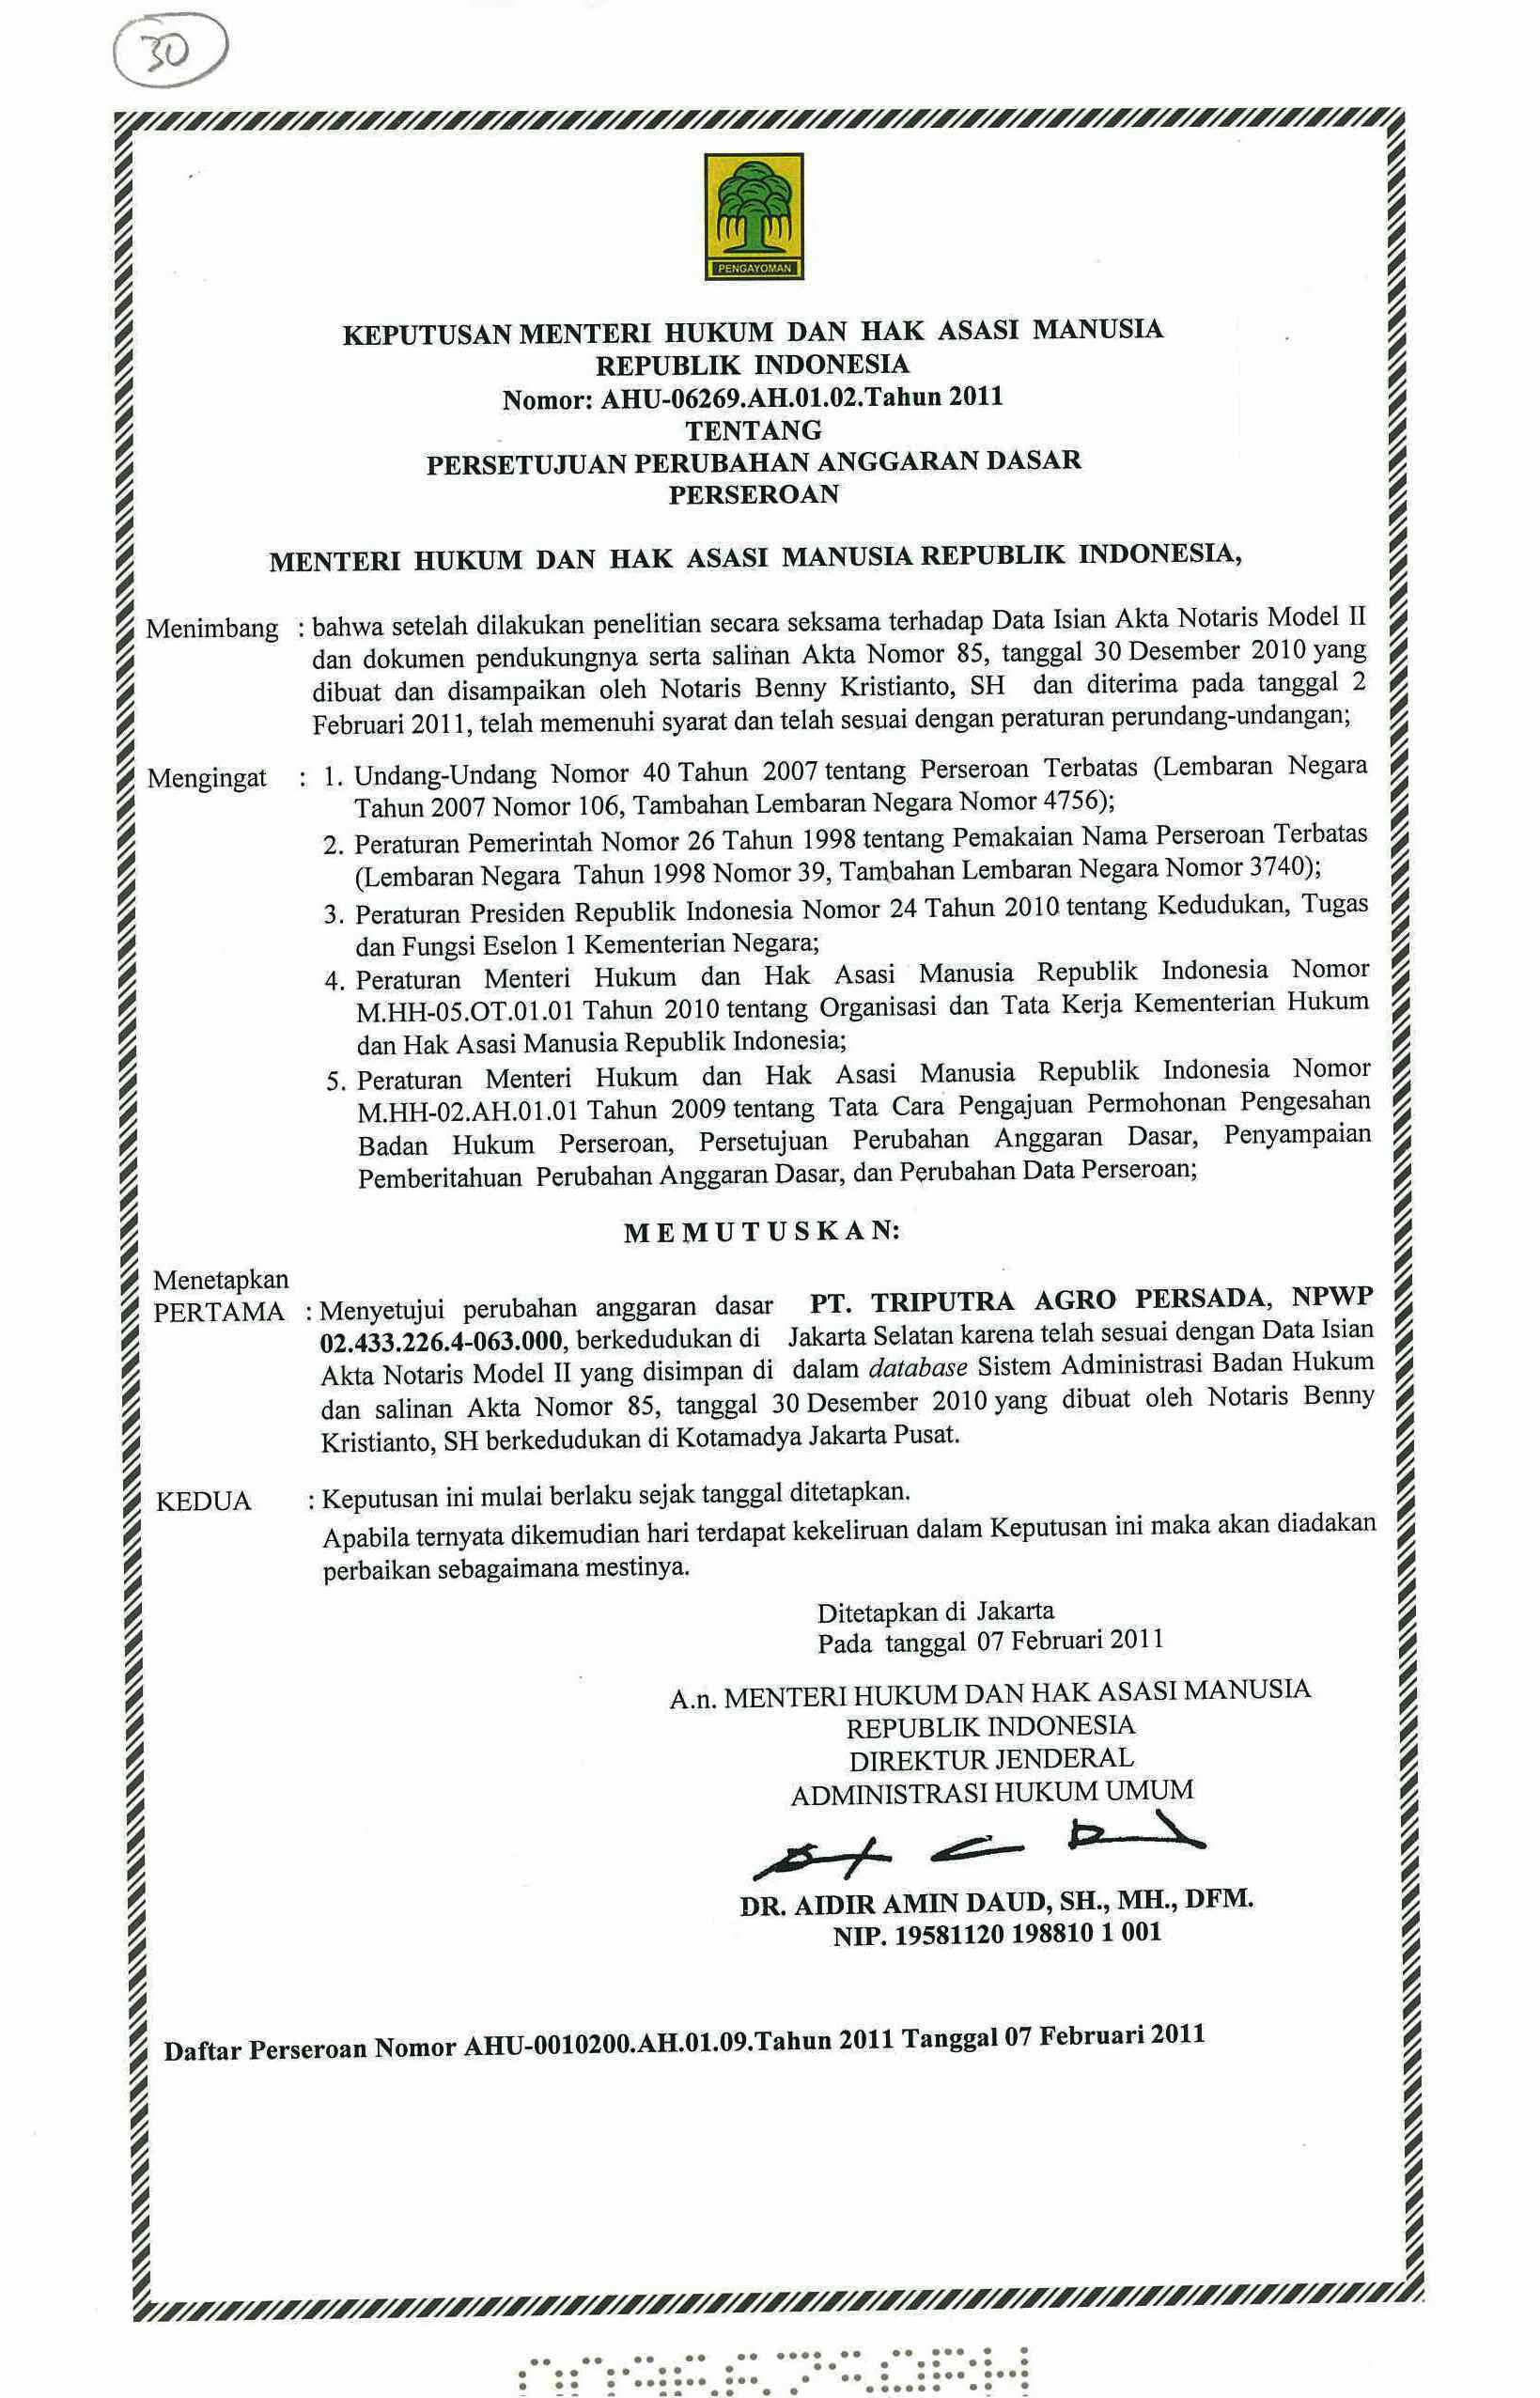 30
PENGAYOMAN
KEPUTUSAN MENTERI HUKUM DAN HAK ASASI MANUSIA
REPUBLIK INDONESIA
Nomor: AHU-06269.AH.01.02.Tahun 2011
TENTANG
PERSETUJUAN PERUBAHAN ANGGARAN DASAR
PERSEROAN
MENTERI HUKUM DAN HAK ASASI MANUSIA REPUBLIK INDONESIA,
Menimbang : bahwa setelah dilakukan penelitian secara seksama terhadap Data Isian Akta Notaris Model II
dan dokumen pendukungnya serta salinan Akta Nomor 85, tanggal 30 Desember 2010 yang
dibuat dan disampaikan oleh Notaris Benny Kristianto, SH dan diterima pada tanggal 2
Februari 2011, telah memenuhi syarat dan telah sesuai dengan peraturan perundang-undangan;
Mengingat : 1. Undang-Undang Nomor 40 Tahun 2007 tentang Perseroan Terbatas (Lembaran Negara
Tahun 2007 Nomor 106, Tambahan Lembaran Negara Nomor 4756);
2. Peraturan Pemerintah Nomor 26 Tahun 1998 tentang Pemakaian Nama Perseroan Terbatas
(Lembaran Negara Tahun 1998 Nomor 39, Tambahan Lembaran Negara Nomor 3740);
3. Peraturan Presiden Republik Indonesia Nomor 24 Tahun 2010 tentang Kedudukan, Tugas
dan Fungsi Eselon 1 Kementerian Negara;
4. Peraturan Menteri Hukum dan Hak Asasi Manusia Republik Indonesia Nomor
M.HH-05.OT.01.01 Tahun 2010 tentang Organisasi dan Tata Kerja Kementerian Hukum
dan Hak Asasi Manusia Republik Indonesia;
5. Peraturan Menteri Hukum dan Hak Asasi Manusia Republik Indonesia Nomor
M.HH-02.AH.01.01 Tahun 2009 tentang Tata Cara Pengajuan Permohonan Pengesahan
Badan Hukum Perseroan, Persetujuan Perubahan Anggaran Dasar, Penyampaian
Pemberitahuan Perubahan Anggaran Dasar, dan Perubahan Data Perseroan;
M E M U T U S K A N:
Menetapkan
PERTAMA : Menyetujui perubahan anggaran dasar PT. TRIPUTRA AGRO PERSADA, NPWP
02.433.226.4-063.000, berkedudukan di Jakarta Selatan karena telah sesuai dengan Data Isian
Akta Notaris Model II yang disimpan di dalam database Sistem Administrasi Badan Hukum
dan salinan Akta Nomor 85, tanggal 30 Desember 2010 yang dibuat oleh Notaris Benny
Kristianto, SH berkedudukan di Kotamadya Jakarta Pusat.
KEDUA : Keputusan ini mulai berlaku sejak tanggal ditetapkan.
Apabila ternyata dikemudian hari terdapat kekeliruan dalam Keputusan ini maka akan diadakan
perbaikan sebagaimana mestinya.
Ditetapkan di Jakarta
Pada tanggal 07 Februari 2011
A.n. MENTERI HUKUM DAN HAK ASASI MANUSIA
REPUBLIK INDONESIA
DIREKTUR JENDERAL
ADMINISTRASI HUKUM UMUM
DR. AIDIR AMIN DAUD, SH., MH., DFM.
NIP. 19581120 198810 1 001
Daftar Perseroan Nomor AHU-0010200.AH.01.09.Tahun 2011 Tanggal 07 Februari 2011